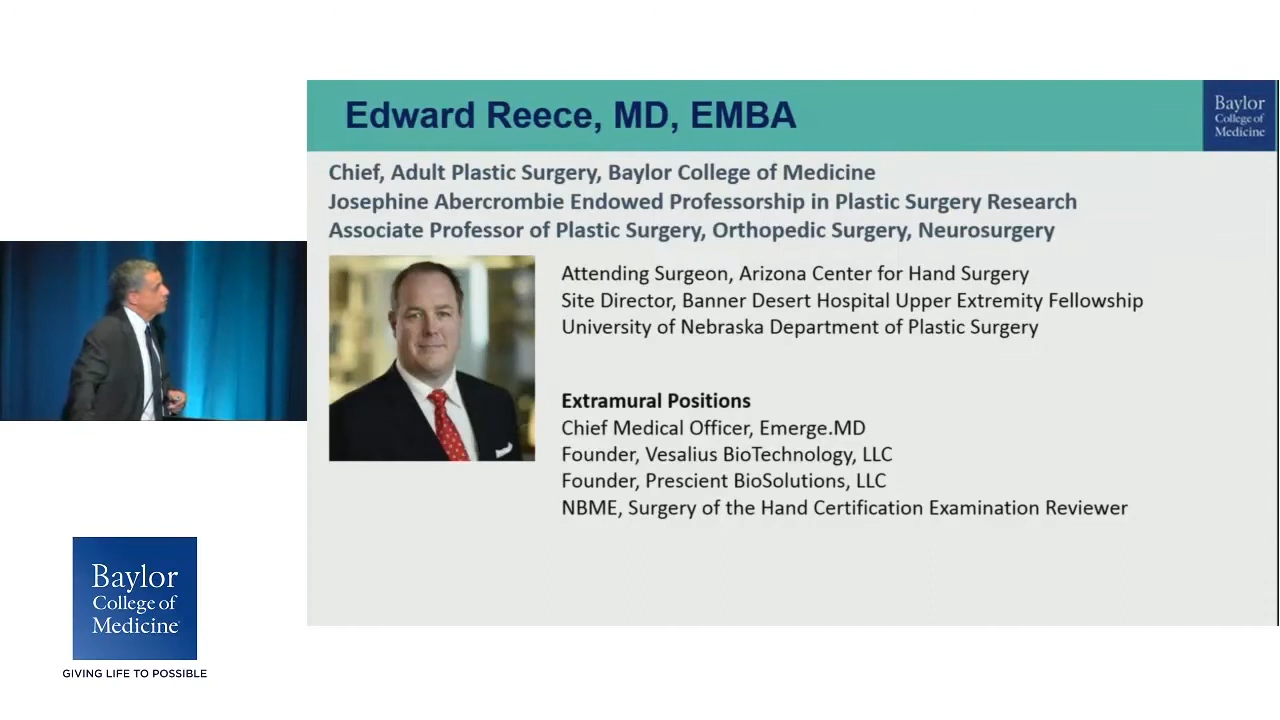 Edward Reece, MD, EMBA
Baylor
College of
Medicine
Chief, Adult Plastic Surgery, Baylor College of Medicine
Josephine Abercrombie Endowed Professorship in Plastic Surgery Research
Associate Professor of Plastic Surgery, Orthopedic Surgery, Neurosurgery
Attending Surgeon, Arizona Center for Hand Surgery
Site Director, Banner Desert Hospital Upper Extremity Fellowship
University of Nebraska Department of Plastic Surgery
Extramural Positions
Chief Medical Officer, Emerge.MD
Founder, Vesalius BioTechnology, LLC
Founder, Prescient BioSolutions, LLC
NBME, Surgery of the Hand Certification Examination Reviewer
Baylor
College of
Medicine
GIVING LIFE TO POSSIBLE